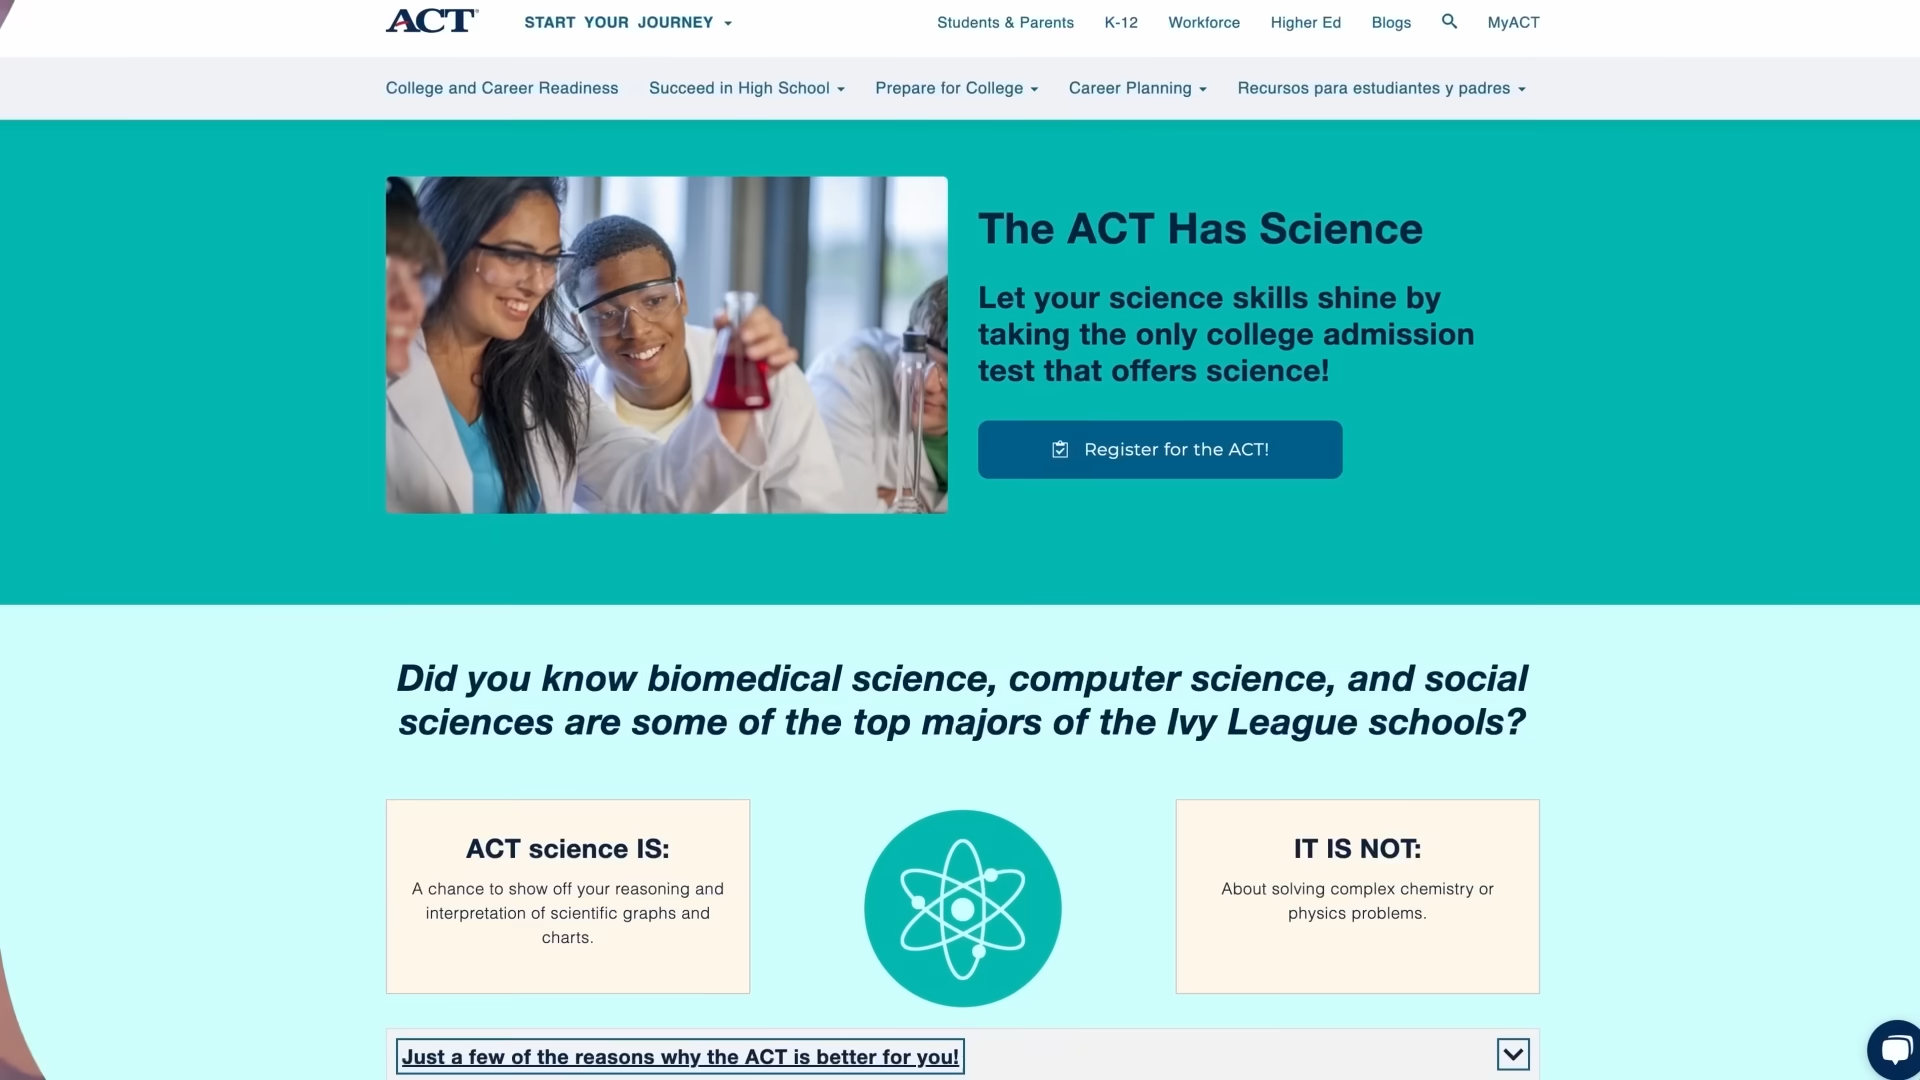 ACT
START YOUR JOURNEY
Students & Parents
K-12
Workforce
Higher Ed
Blogs
MyACT
College and Career Readiness
Succeed in High School
Prepare for College
Career Planning
Recursos para estudiantes y padres
The ACT Has Science
Let your science skills shine by
taking the only college admission
test that offers science!
Register for the ACT!
Did you know biomedical science, computer science, and social
sciences are some of the top majors of the Ivy League schools?
ACT science IS:
A chance to show off your reasoning and
interpretation of scientific graphs and
charts.
IT IS NOT:
About solving complex chemistry or
physics problems.
Just a few of the reasons why the ACT is better for you!